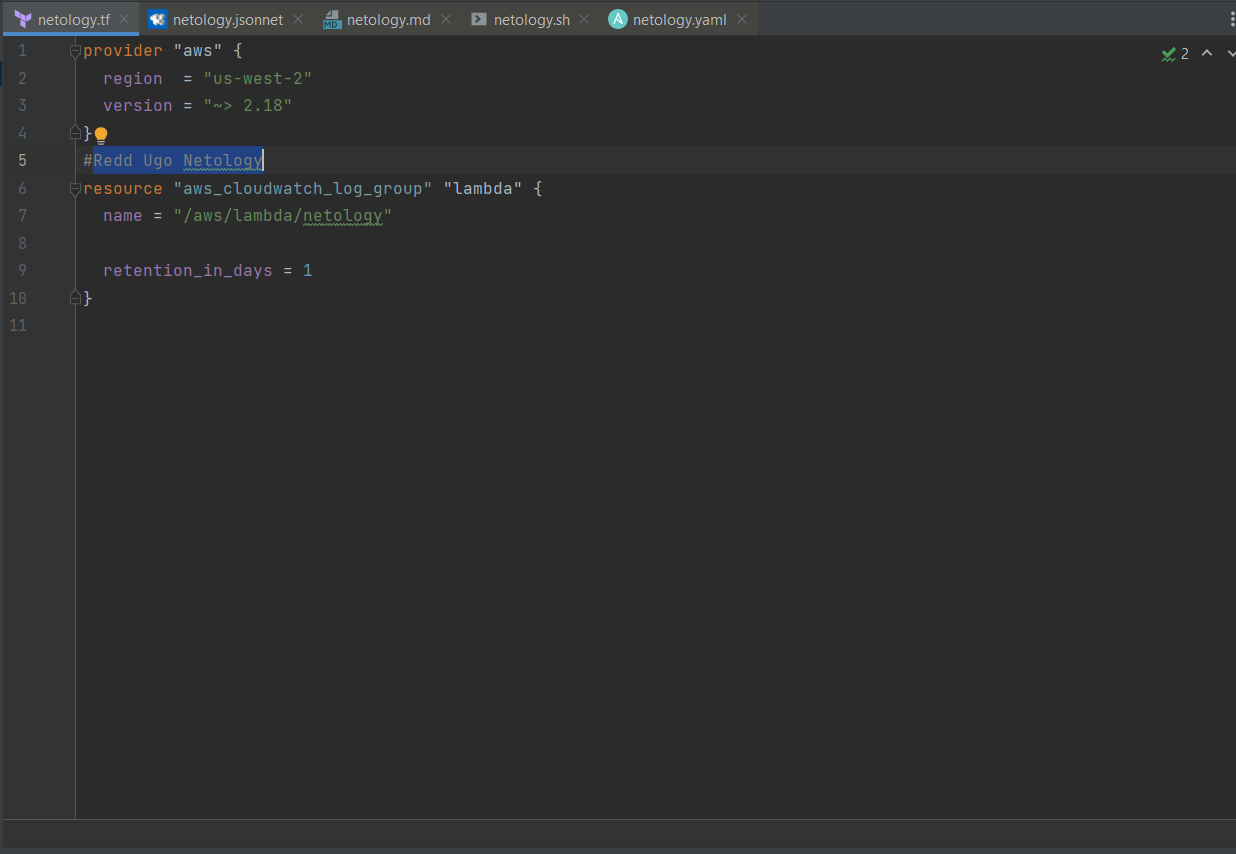 netology.tf netology.jsonnet netology.md netology.sh netology.yaml
2
1 provider "aws" {
2   region  = "us-west-2"
3   version = "~> 2.18"
4 }
5 #Redd Ugo Netology
6 resource "aws_cloudwatch_log_group" "lambda" {
7   name = "/aws/lambda/netology"
8
9   retention_in_days = 1
10 }
11